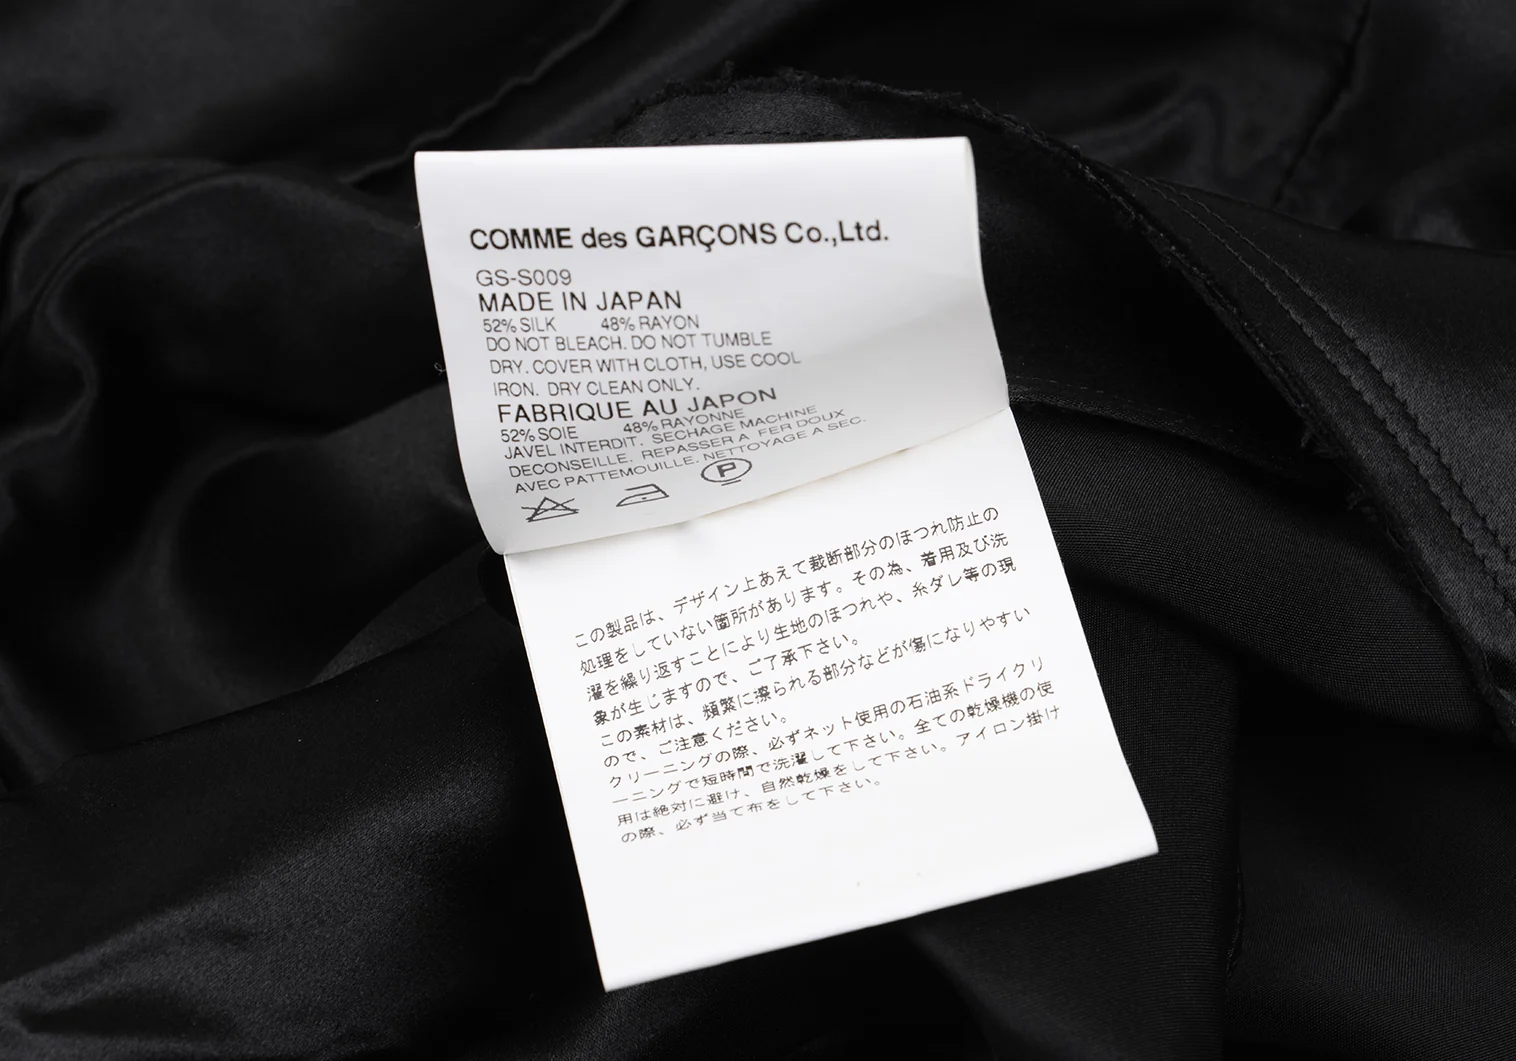 COMME des GARÇONS Co.,Ltd.
GS-S009
MADE IN JAPAN
52% SILK 48% RAYON
DO NOT BLEACH. DO NOT TUMBLE
DRY. COVER WITH CLOTH, USE COOL
IRON. DRY CLEAN ONLY.
FABRIQUE AU JAPON
52% SOIE 48% RAYONNE
JAVEL INTERDIT. SECHAGE MACHINE
DECONSEILLE. REPASSER A FER DOUX
AVEC PATTEMOUILLE. NETTOYAGE A SEC.
P
この製品は、デザイン上あえて裁断部分のほつれ防止の
処理をしていない箇所があります。その為、着用及び洗
濯を繰り返すことにより生地のほつれや、糸ダレ等の現
象が生じますので、ご了承下さい。
この素材は、頻繁に擦られる部分などが傷になりやすい
ので、ご注意ください。
クリーニングの際、必ずネット使用の石油系ドライクリ
ーニングで短時間で洗濯して下さい。全ての乾燥機の使
用は絶対に避け、自然乾燥をして下さい。アイロン掛け
の際、必ず当て布をして下さい。